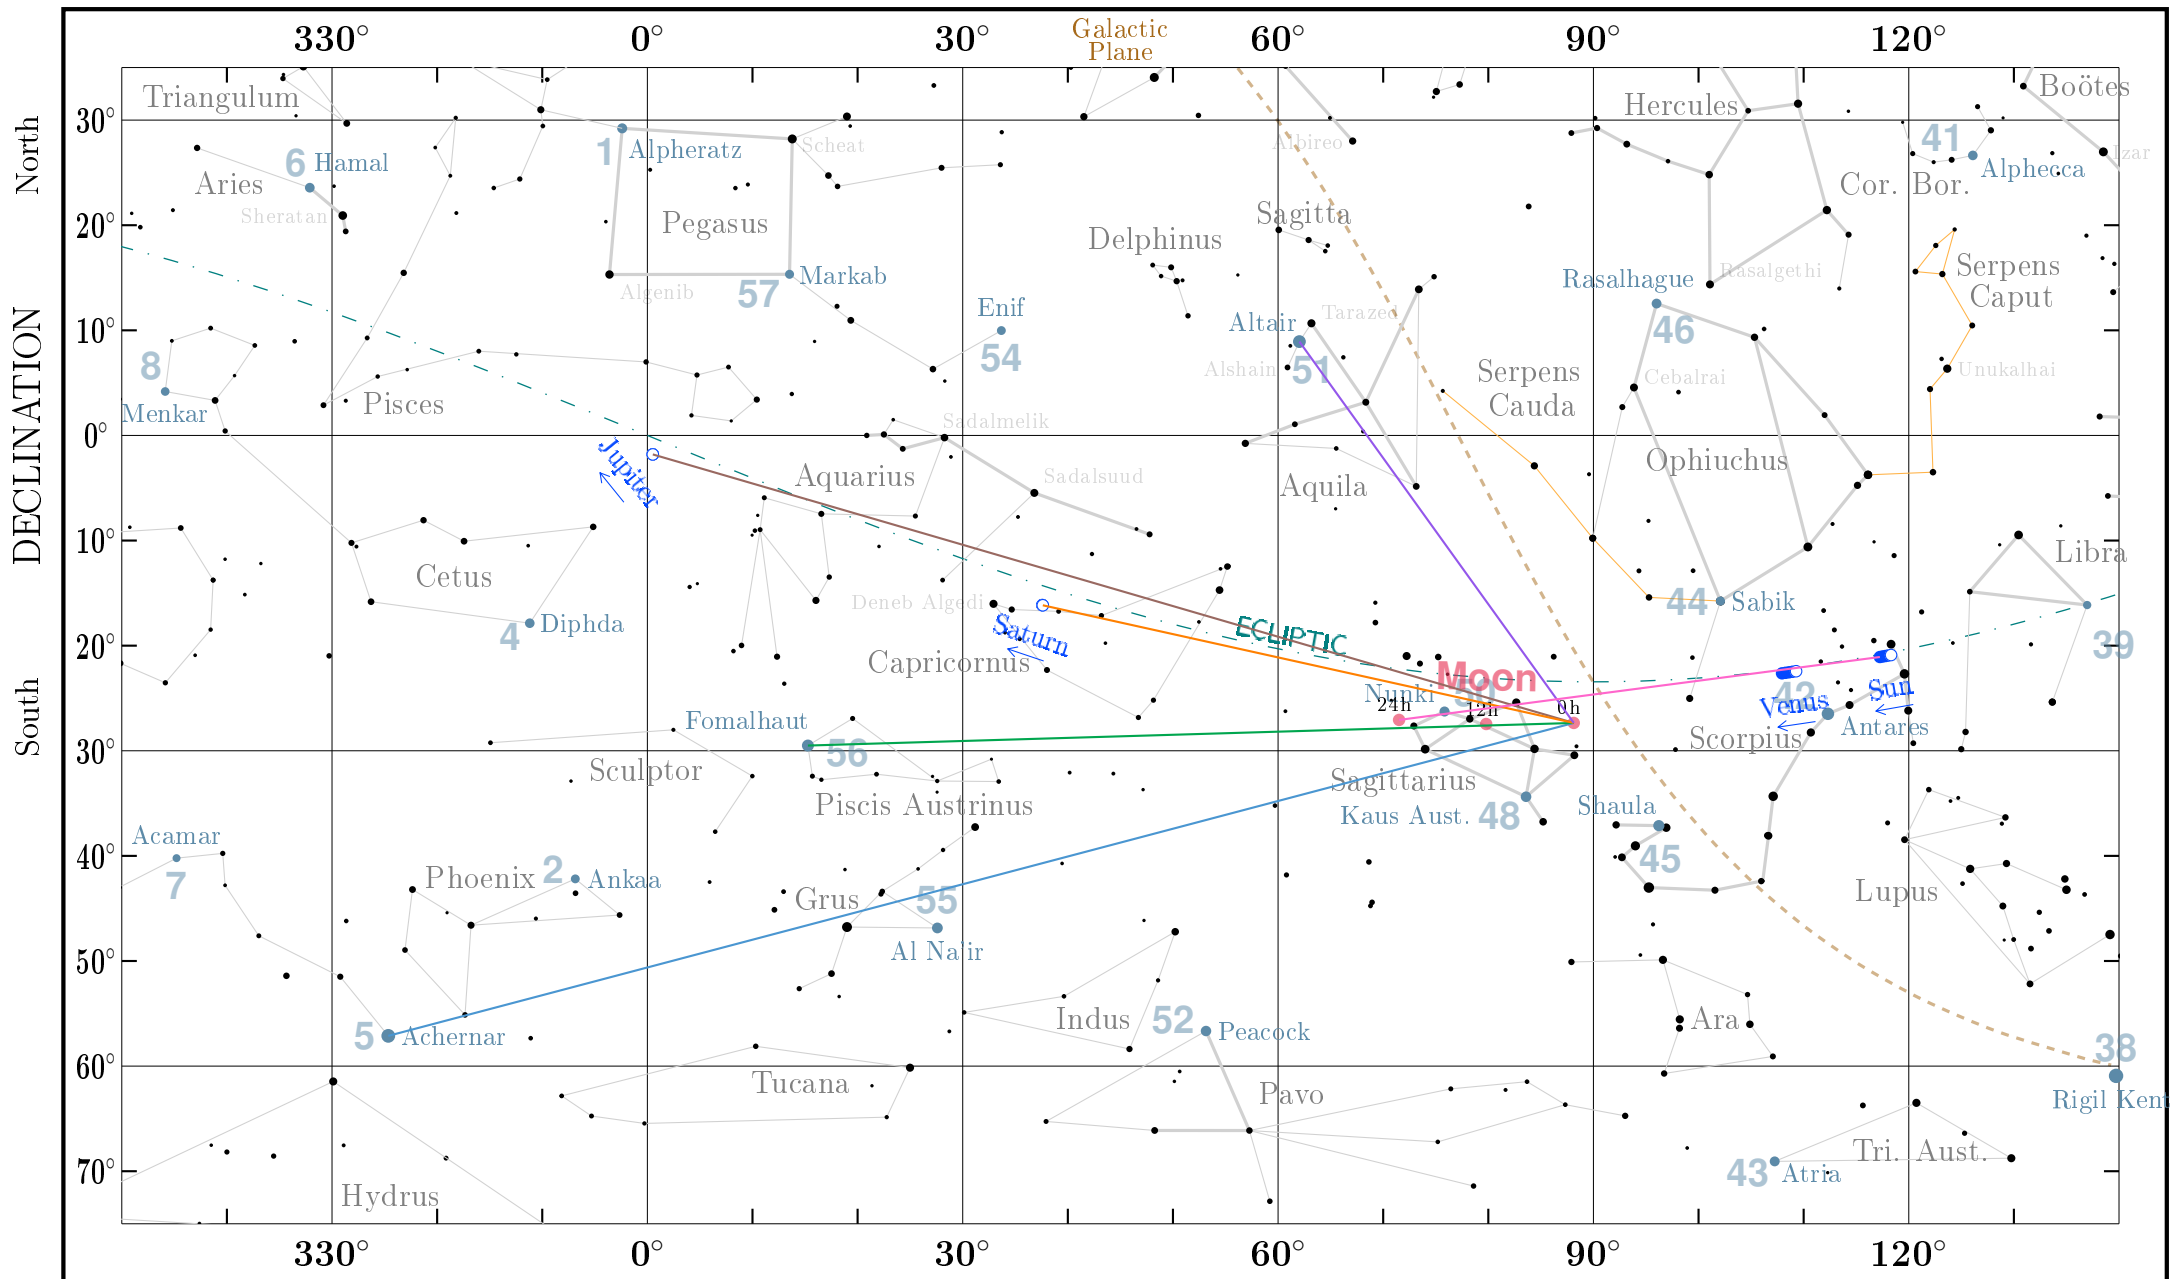 Galactic
Plane
330° 0° 30° 60° 90° 120°
North
DECLINATION
South
30°
20°
10°
0°
10°
20°
30°
40°
50°
60°
70°
Triangulum
Hercules
Boötes
6 Hamal
1 Alpheratz
Scheat
Albireo
41
Alphecca
Izar
Aries
Sheratan
Pegasus
Cor. Bor.
Sagitta
Delphinus
Markab
57
Algenib
Rasalhague
Rasalgethi
46
Serpens
Caput
Enif
54
Altair
Tarazed
51
Alshain
8
Menkar
Pisces
Serpens
Cauda
Cebalrai
Unukalhai
Sadalmelik
Jupiter
Aquarius
Sadalsuud
Aquila
Ophiuchus
Libra
Cetus
Deneb Algedi
4 Diphda
44 Sabik
39
Saturn
Capricornus
ECLIPTIC
Moon
Nunki 50
24h
12h
0h
42
Venus
Sun
Antares
Scorpius
Fomalhaut
56
Sculptor
Piscis Austrinus
Sagittarius
Kaus Aust. 48
Shaula
45
Acamar
7
Phoenix
2 Ankaa
Grus
55
Al Na'ir
Lupus
5 Achernar
Indus
52 Peacock
Ara
38
Rigil Kent
Tucana
Pavo
Tri. Aust.
43 Atria
Hydrus
330° 0° 30° 60° 90° 120°